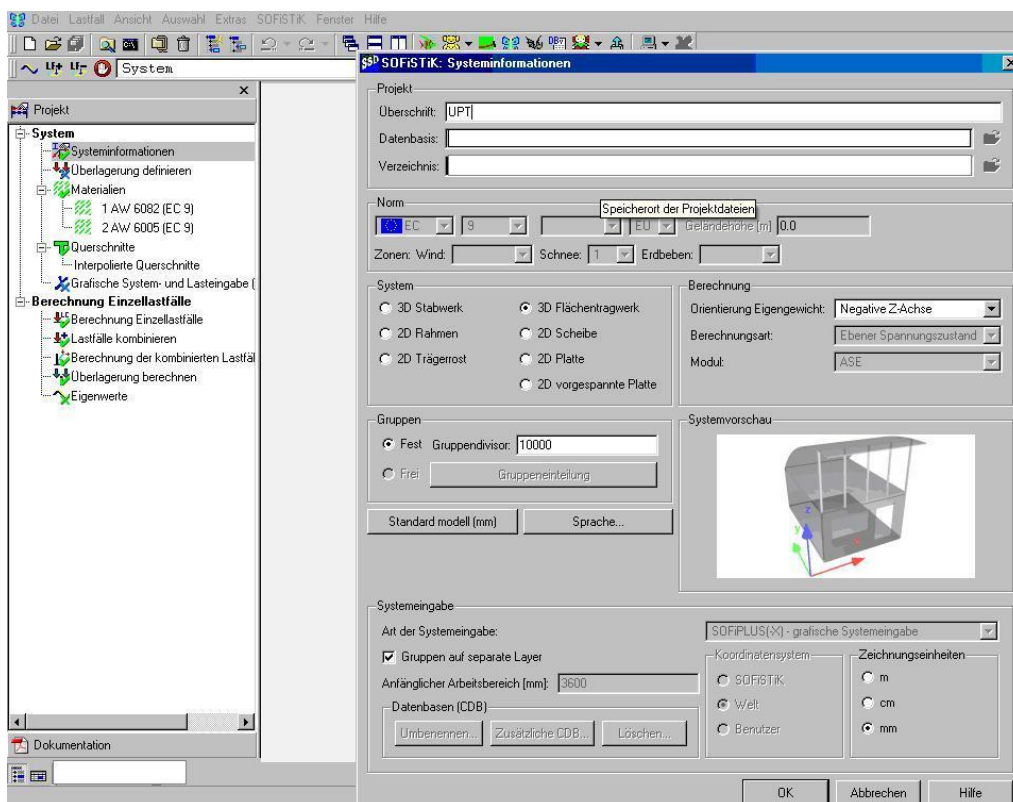 Datei Lastfall Ansicht Auswahl Extras SOFiSTiK Fenster Hilfe
System
Projekt
System
Systeminformationen
Überlagerung definieren
Materialien
1 AW 6082 (EC 9)
2 AW 6005 (EC 9)
Querschnitte
Interpolierte Querschnitte
Grafische System- und Lasteingabe (
Berechnung Einzellastfälle
Berechnung Einzellastfälle
Lastfälle kombinieren
Berechnung der kombinierten Lastfäl
Überlagerung berechnen
Eigenwerte
Dokumentation
SOFiSTiK: Systeminformationen
Projekt
Überschrift: UPT
Datenbasis:
Verzeichnis:
Speicherort der Projektdateien
Norm
EC 9 EU Geländehöhe [m] 0.0
Zonen: Wind: Schnee: 1 Erdbeben:
System
3D Stabwerk 3D Flächentragwerk
2D Rahmen 2D Scheibe
2D Trägerrost 2D Platte
2D vorgespannte Platte
Berechnung
Orientierung Eigengewicht: Negative Z-Achse
Berechnungsart: Ebener Spannungszustand
Modul: ASE
Gruppen
Fest Gruppendivisor: 10000
Frei Gruppeneinteilung
Standard modell (mm) Sprache...
Systemvorschau
z
y
x
Systemeingabe
Art der Systemeingabe: SOFiPLUS(-X) - grafische Systemeingabe
Gruppen auf separate Layer
Anfänglicher Arbeitsbereich [mm]: 3600
Datenbasen (CDB)
Umbenennen... Zusätzliche CDB... Löschen...
Koordinatensystem
SOFiSTiK
Welt
Benutzer
Zeichnungseinheiten
m
cm
mm
OK Abbrechen Hilfe